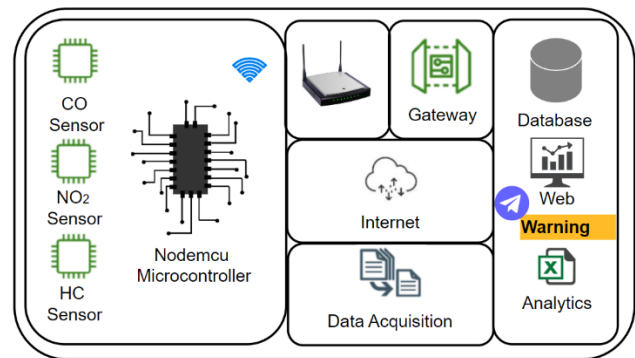 CO
Sensor
NO2
Sensor
HC
Sensor
Nodemcu
Microcontroller
Gateway
Internet
Data Acquisition
Database
Web
Warning
Analytics